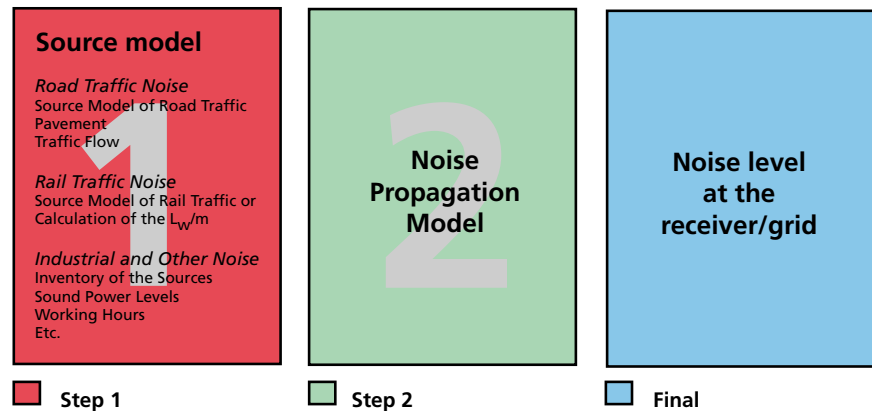 Source model
Road Traffic Noise
Source Model of Road Traffic
Pavement
Traffic Flow
Rail Traffic Noise
Source Model of Rail Traffic or
Calculation of the Lw/m
Industrial and Other Noise
Inventory of the Sources
Sound Power Levels
Working Hours
Etc.
1
2
Noise
Propagation
Model
Noise level
at the
receiver/grid
Step 1
Step 2
Final